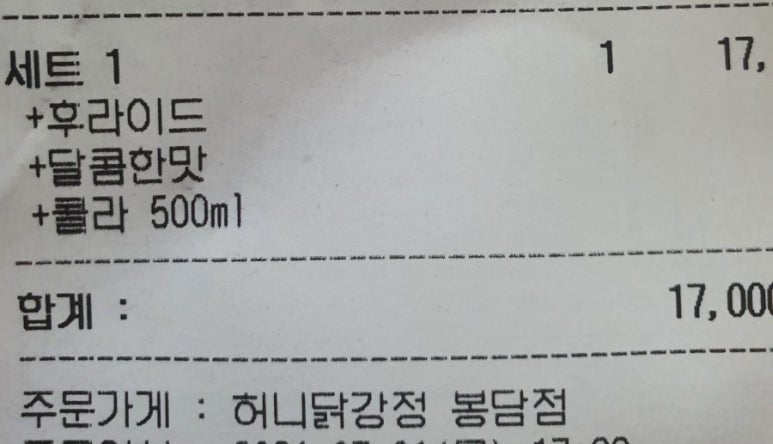 세트 1 1 17,
+후라이드
+달콤한맛
+콜라 500ml
합계 : 17,000
주문가게 : 허니닭강정 봉담점